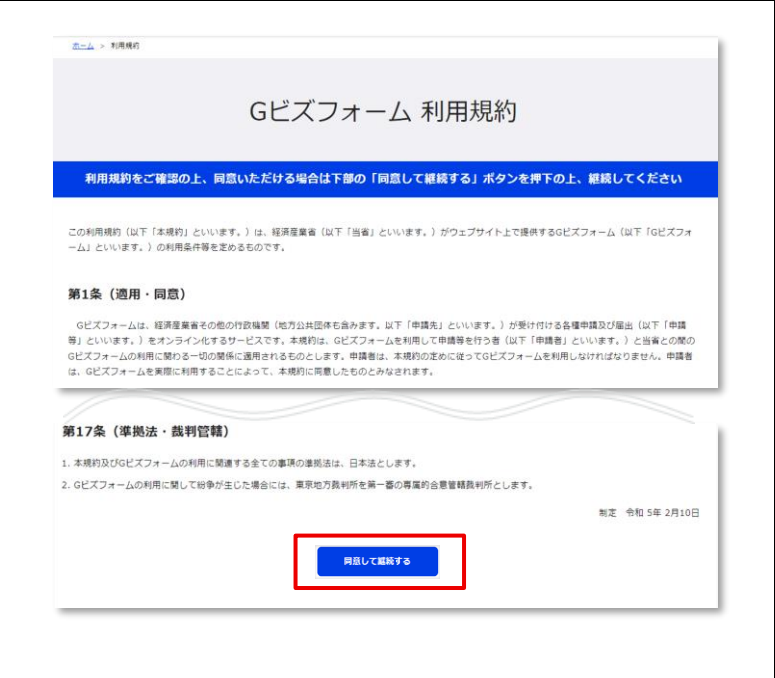 ホーム > 利用規約
Gビズフォーム 利用規約
利用規約をご確認の上、同意いただける場合は下部の「同意して継続する」ボタンを押下の上、継続してください
この利用規約（以下「本規約」といいます。）は、経済産業省（以下「当省」といいます。）がウェブサイト上で提供するGビズフォーム（以下「Gビズフォ
ーム」といいます。）の利用条件等を定めるものです。
第1条（適用・同意）
Gビズフォームは、経済産業省その他の行政機関（地方公共団体も含みます。以下「申請先」といいます。）が受け付ける各種申請及び届出（以下「申請
等」といいます。）をオンライン化するサービスです。本規約は、Gビズフォームを利用して申請等を行う者（以下「申請者」といいます。）と当省との間の
Gビズフォームの利用に関わる一切の関係に適用されるものとします。申請者は、本規約の定めに従ってGビズフォームを利用しなければなりません。申請者
は、Gビズフォームを実際に利用することによって、本規約に同意したものとみなされます。
第17条（準拠法・裁判管轄）
1. 本規約及びGビズフォームの利用に関連する全ての事項の準拠法は、日本法とします。
2. Gビズフォームの利用に関して紛争が生じた場合には、東京地方裁判所を第一審の専属的合意管轄裁判所とします。
制定 令和 5年 2月10日
同意して継続する